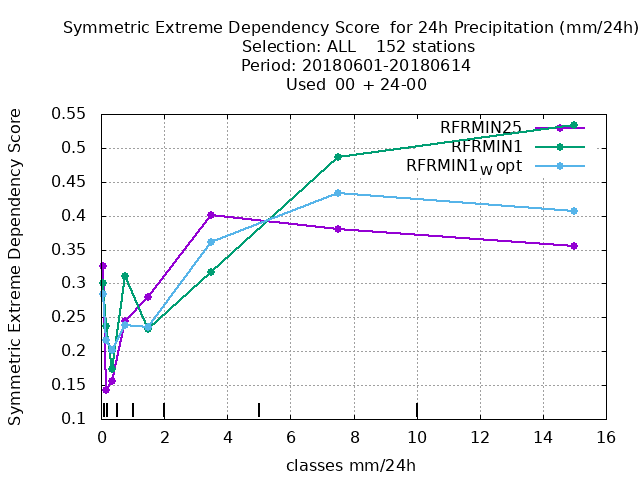 Symmetric Extreme Dependency Score  for 24h Precipitation (mm/24h)
Selection: ALL    152 stations
Period: 20180601-20180614
Used  00  + 24-00
Symmetric Extreme Dependency Score
0.55
0.5
0.45
0.4
0.35
0.3
0.25
0.2
0.15
0.1
RFRMIN25
RFRMIN1
RFRMIN1w opt
0 2 4 6 8 10 12 14 16
classes mm/24h